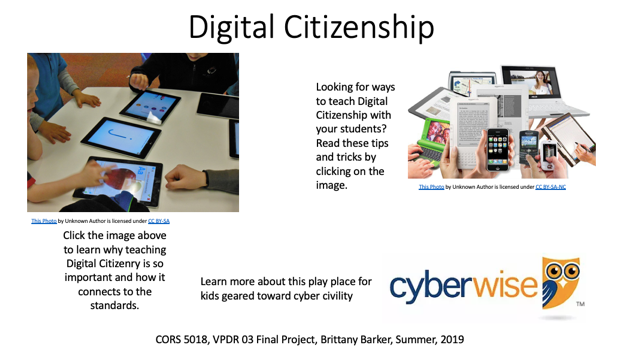 Digital Citizenship
Looking for ways
to teach Digital
Citizenship with
your students?
Read these tips
and tricks by
clicking on the
image.
This Photo by Unknown Author is licensed under CC BY-SA-NC
This Photo by Unknown Author is licensed under CC BY-SA
Click the image above
to learn why teaching
Digital Citizenry is so
important and how it
connects to the
standards.
Learn more about this play place for
kids geared toward cyber civility
cyberwise
TM
CORS 5018, VPDR 03 Final Project, Brittany Barker, Summer, 2019